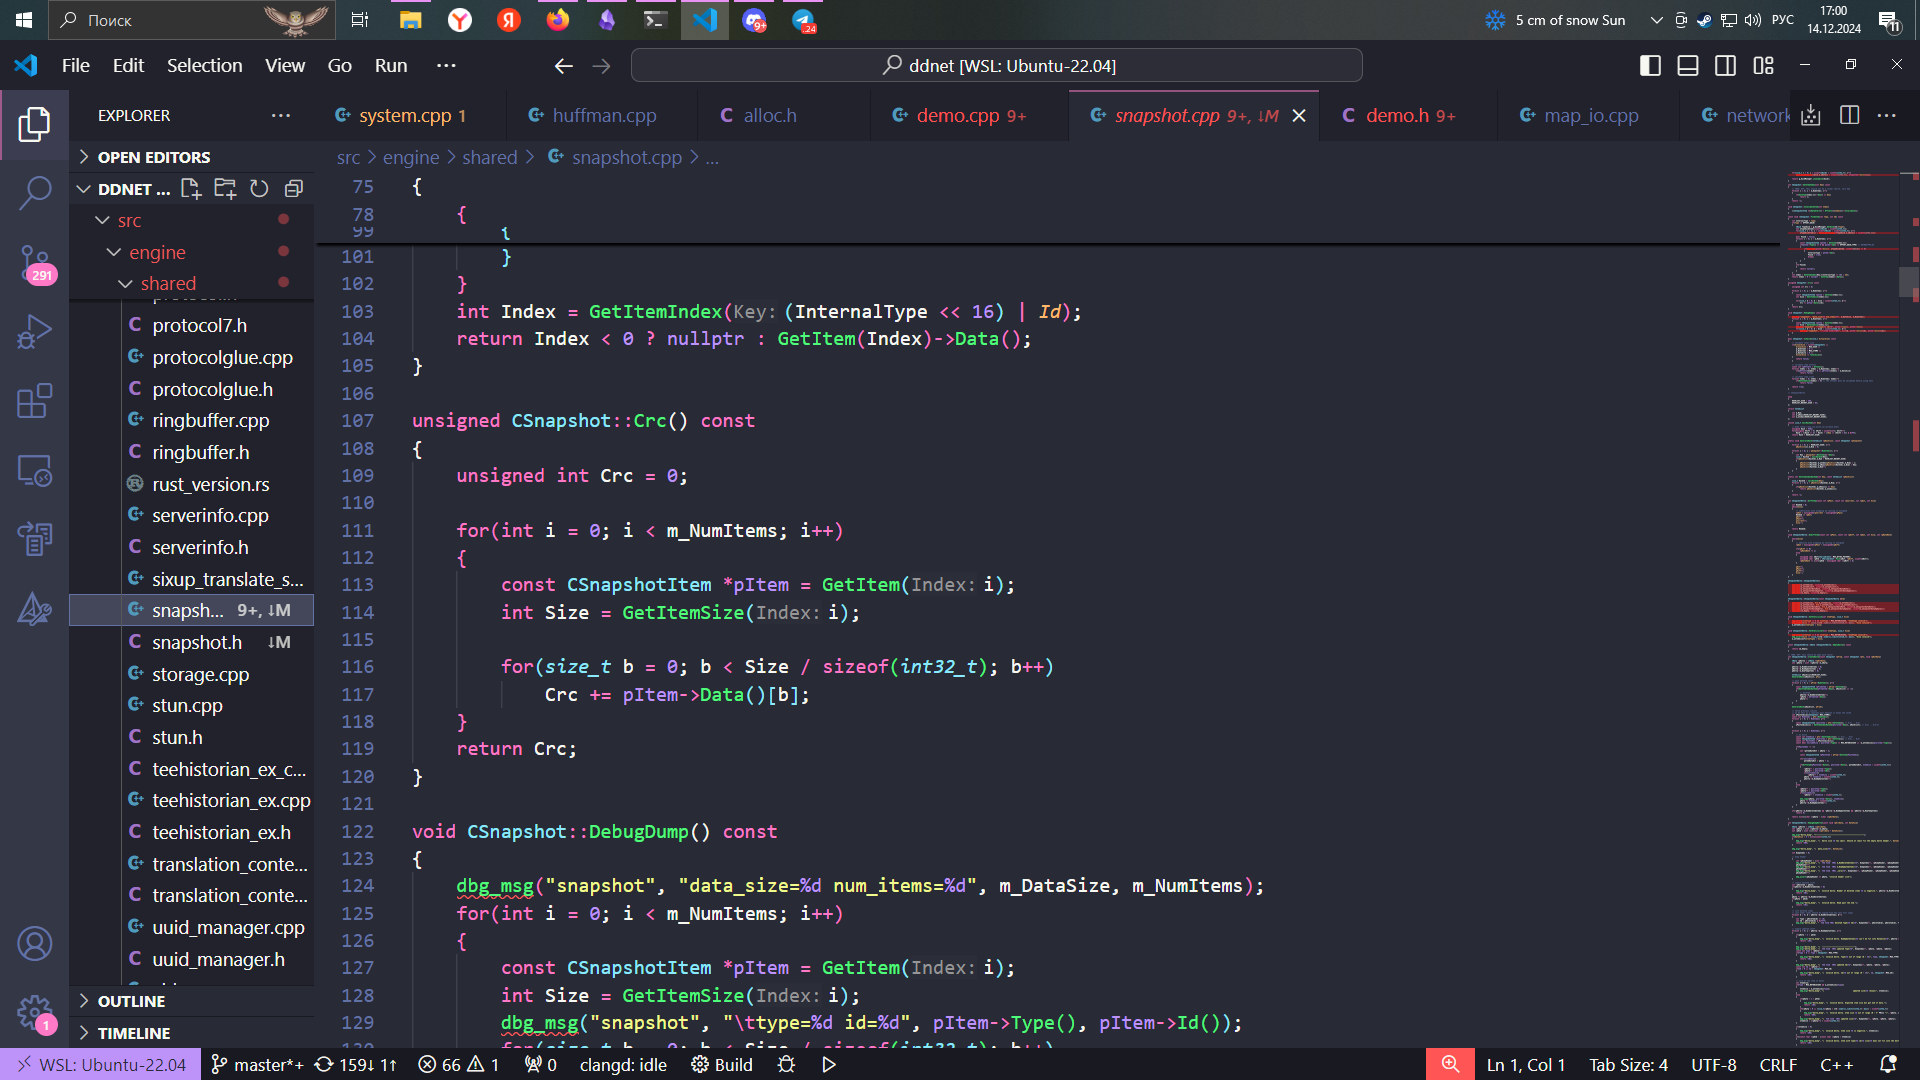 Поиск
9+
.24
5 cm of snow Sun
РУС
17:00
14.12.2024
11
File Edit Selection View Go Run ···
ddnet [WSL: Ubuntu-22.04]
EXPLORER
system.cpp 1
huffman.cpp
alloc.h
demo.cpp 9+
snapshot.cpp 9+, ↓M
demo.h 9+
map_io.cpp
network
src > engine > shared > snapshot.cpp > ...
OPEN EDITORS
DDNET ...
src
engine
shared
protocol7.h
protocolglue.cpp
protocolglue.h
ringbuffer.cpp
ringbuffer.h
rust_version.rs
serverinfo.cpp
serverinfo.h
sixup_translate_s...
snapsh... 9+, ↓M
snapshot.h ↓M
storage.cpp
stun.cpp
stun.h
teehistorian_ex_c...
teehistorian_ex.cpp
teehistorian_ex.h
translation_conte...
translation_conte...
uuid_manager.cpp
uuid_manager.h
OUTLINE
TIMELINE
291
1
75 {
78 {
99 {
101 }
102 }
103 int Index = GetItemIndex(Key: (InternalType << 16) | Id);
104 return Index < 0 ? nullptr : GetItem(Index)->Data();
105 }
106
107 unsigned CSnapshot::Crc() const
108 {
109 unsigned int Crc = 0;
110
111 for(int i = 0; i < m_NumItems; i++)
112 {
113 const CSnapshotItem *pItem = GetItem(Index: i);
114 int Size = GetItemSize(Index: i);
115
116 for(size_t b = 0; b < Size / sizeof(int32_t); b++)
117 Crc += pItem->Data()[b];
118 }
119 return Crc;
120 }
121
122 void CSnapshot::DebugDump() const
123 {
124 dbg_msg("snapshot", "data_size=%d num_items=%d", m_DataSize, m_NumItems);
125 for(int i = 0; i < m_NumItems; i++)
126 {
127 const CSnapshotItem *pItem = GetItem(Index: i);
128 int Size = GetItemSize(Index: i);
129 dbg_msg("snapshot", "\ttype=%d id=%d", pItem->Type(), pItem->Id());
130 for(size_t b = 0; b < Size / sizeof(int32_t); b++)
WSL: Ubuntu-22.04
master*+
159↓ 1↑
66
1
0
clangd: idle
Build
Ln 1, Col 1
Tab Size: 4
UTF-8
CRLF
C++